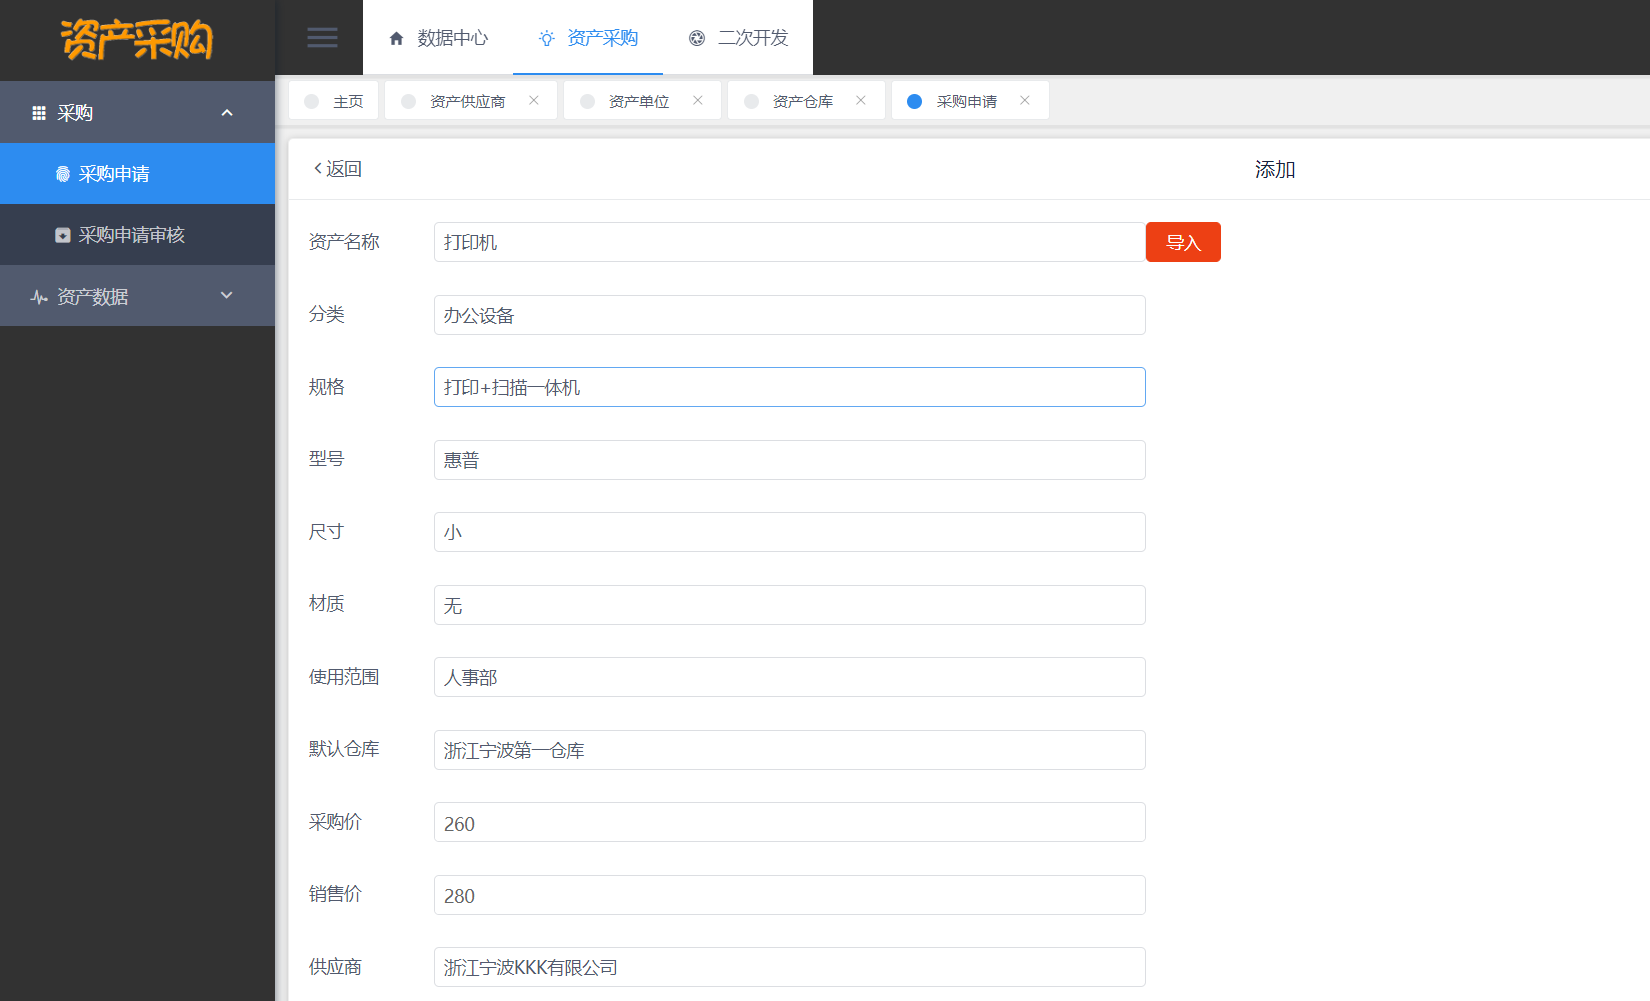 资产采购
数据中心
资产采购
二次开发
采购
采购申请
采购申请审核
资产数据
主页
资产供应商
资产单位
资产仓库
采购申请
返回
添加
资产名称
打印机
导入
分类
办公设备
规格
打印+扫描一体机
型号
惠普
尺寸
小
材质
无
使用范围
人事部
默认仓库
浙江宁波第一仓库
采购价
260
销售价
280
供应商
浙江宁波KKK有限公司